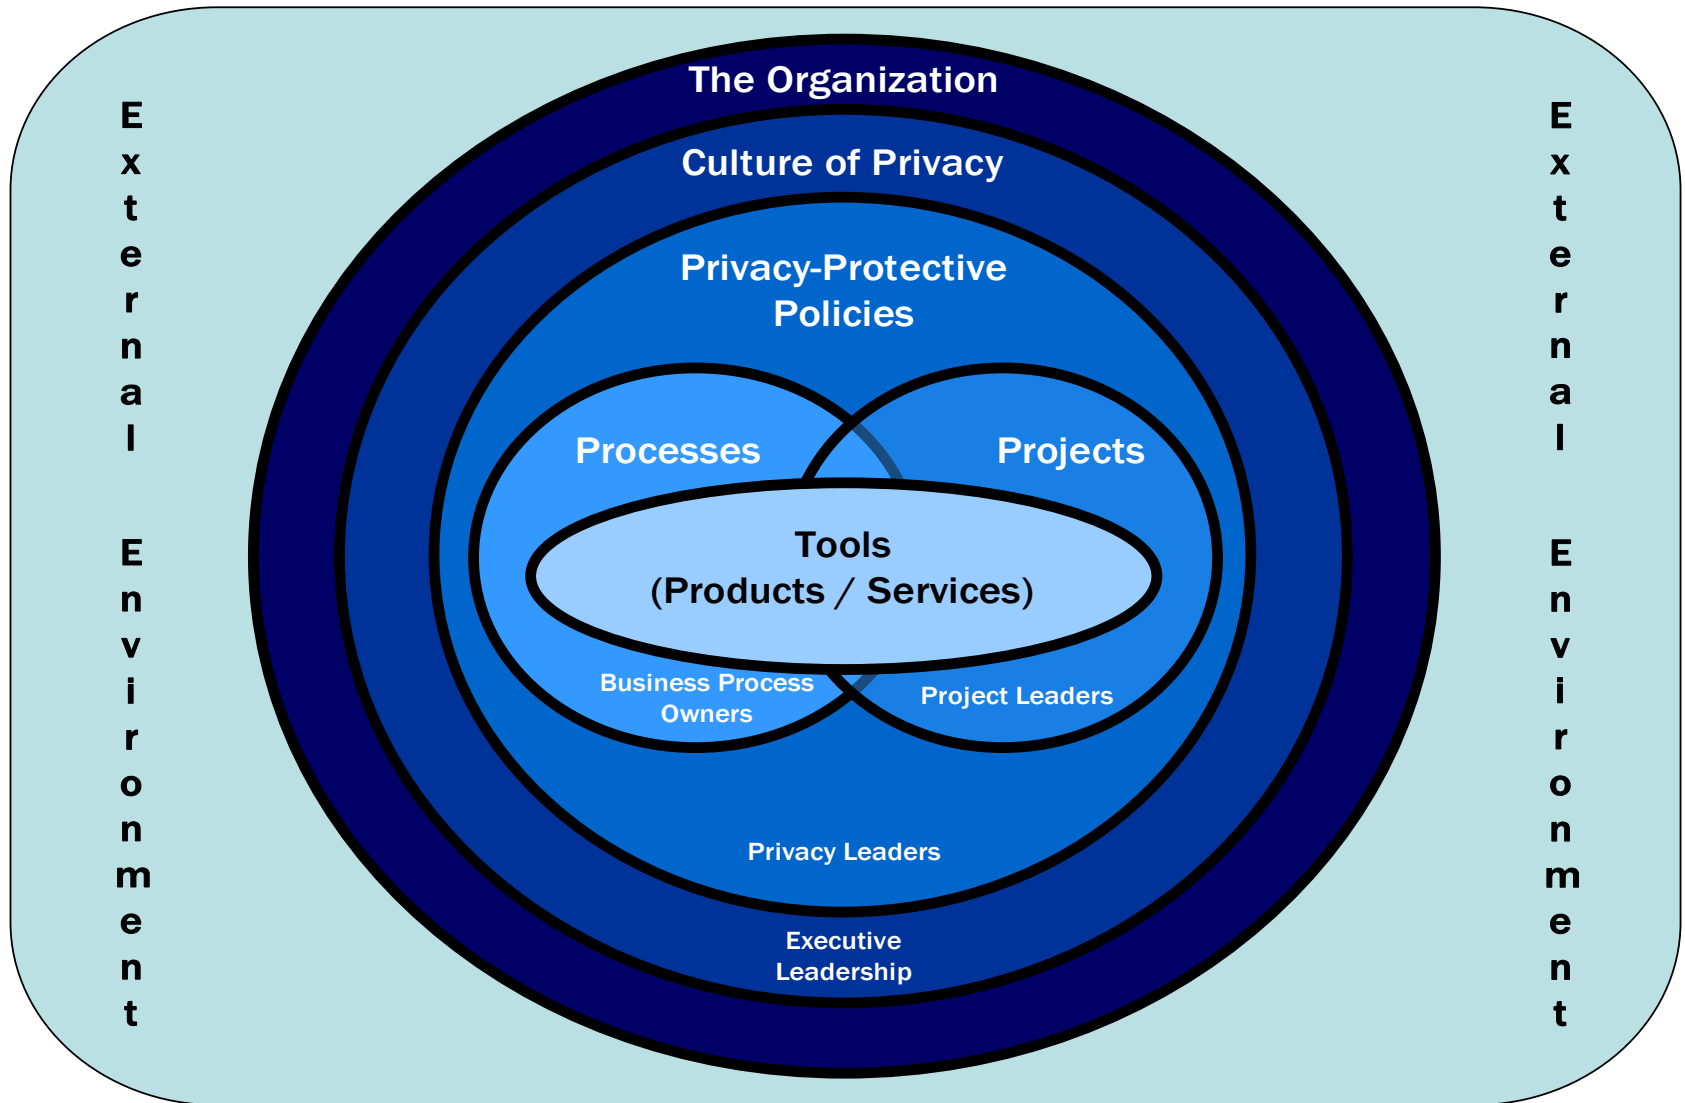 The Organization
Culture of Privacy
Privacy-Protective
Policies
Processes
Projects
Tools
(Products / Services)
Business Process
Owners
Project Leaders
Privacy Leaders
Executive
Leadership
External Environment
External Environment